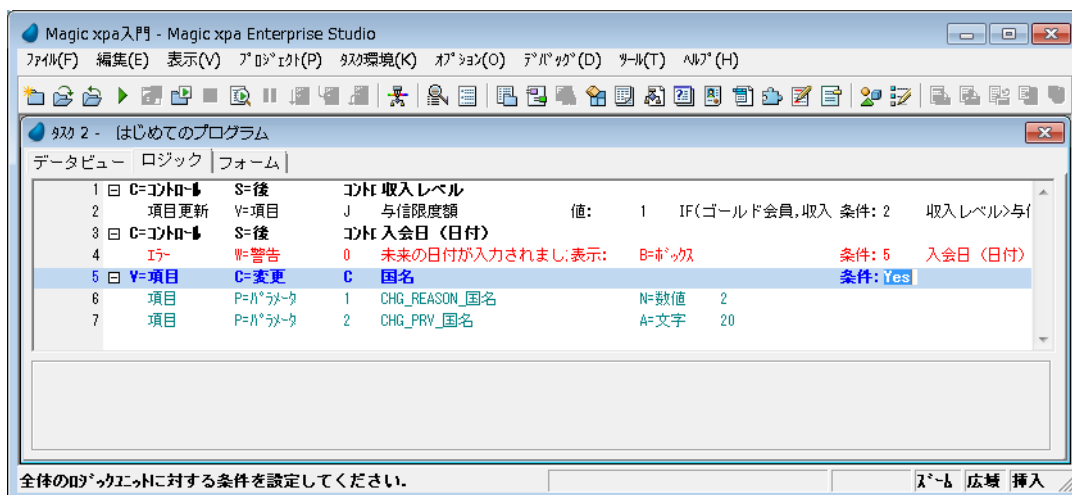 Magic xpa入門 - Magic xpa Enterprise Studio
ﾌｧｲﾙ(F) 編集(E) 表示(V) ﾌﾟﾛｼﾞｪｸﾄ(P) ﾀｽｸ環境(K) ｵﾌﾟｼｮﾝ(O) ﾃﾞﾊﾞｯｸﾞ(D) ﾂｰﾙ(T) ﾍﾙﾌﾟ(H)
ﾀｽｸ 2 - はじめてのプログラム
データビュー ロジック フォーム
1 C=ｺﾝﾄﾛｰﾙ S=後 ｺﾝﾄﾛ 収入レベル
2 項目更新 V=項目 J 与信限度額 値: 1 IF(ゴールド会員,収入 条件: 2 収入レベル>与信
3 C=ｺﾝﾄﾛｰﾙ S=後 ｺﾝﾄﾛ 入会日（日付）
4 ｴﾗｰ W=警告 0 未来の日付が入力されまし 表示: B=ﾎﾞｯｸｽ 条件: 5 入会日（日付）
5 V=項目 C=変更 C 国名 条件: Yes
6 項目 P=ﾊﾟﾗﾒｰﾀ 1 CHG_REASON_国名 N=数値 2
7 項目 P=ﾊﾟﾗﾒｰﾀ 2 CHG_PRV_国名 A=文字 20
全体のﾛｼﾞｯｸﾕﾆｯﾄに対する条件を設定してください. ｽﾞｰﾑ 広域 挿入